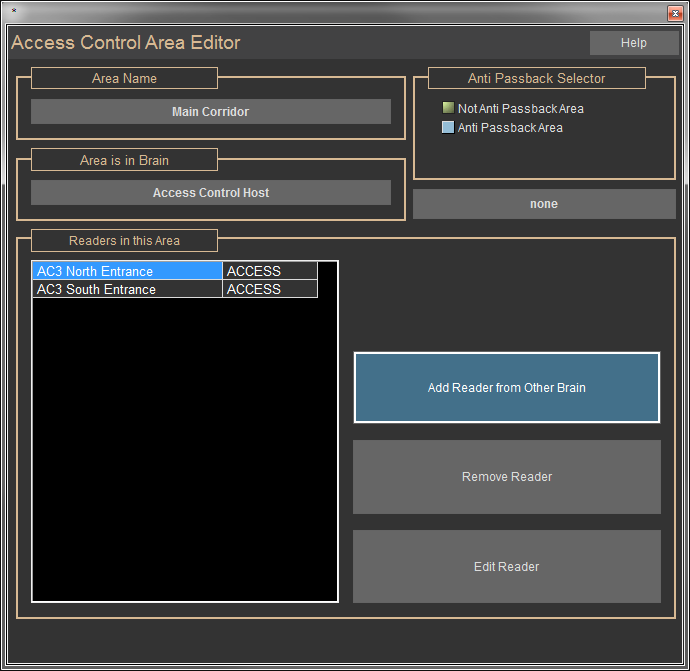 *
Access Control Area Editor
Help
Area Name
Main Corridor
Anti Passback Selector
Not Anti Passback Area
Anti Passback Area
Area is in Brain
Access Control Host
none
Readers in this Area
AC3 North Entrance ACCESS
AC3 South Entrance ACCESS
Add Reader from Other Brain
Remove Reader
Edit Reader